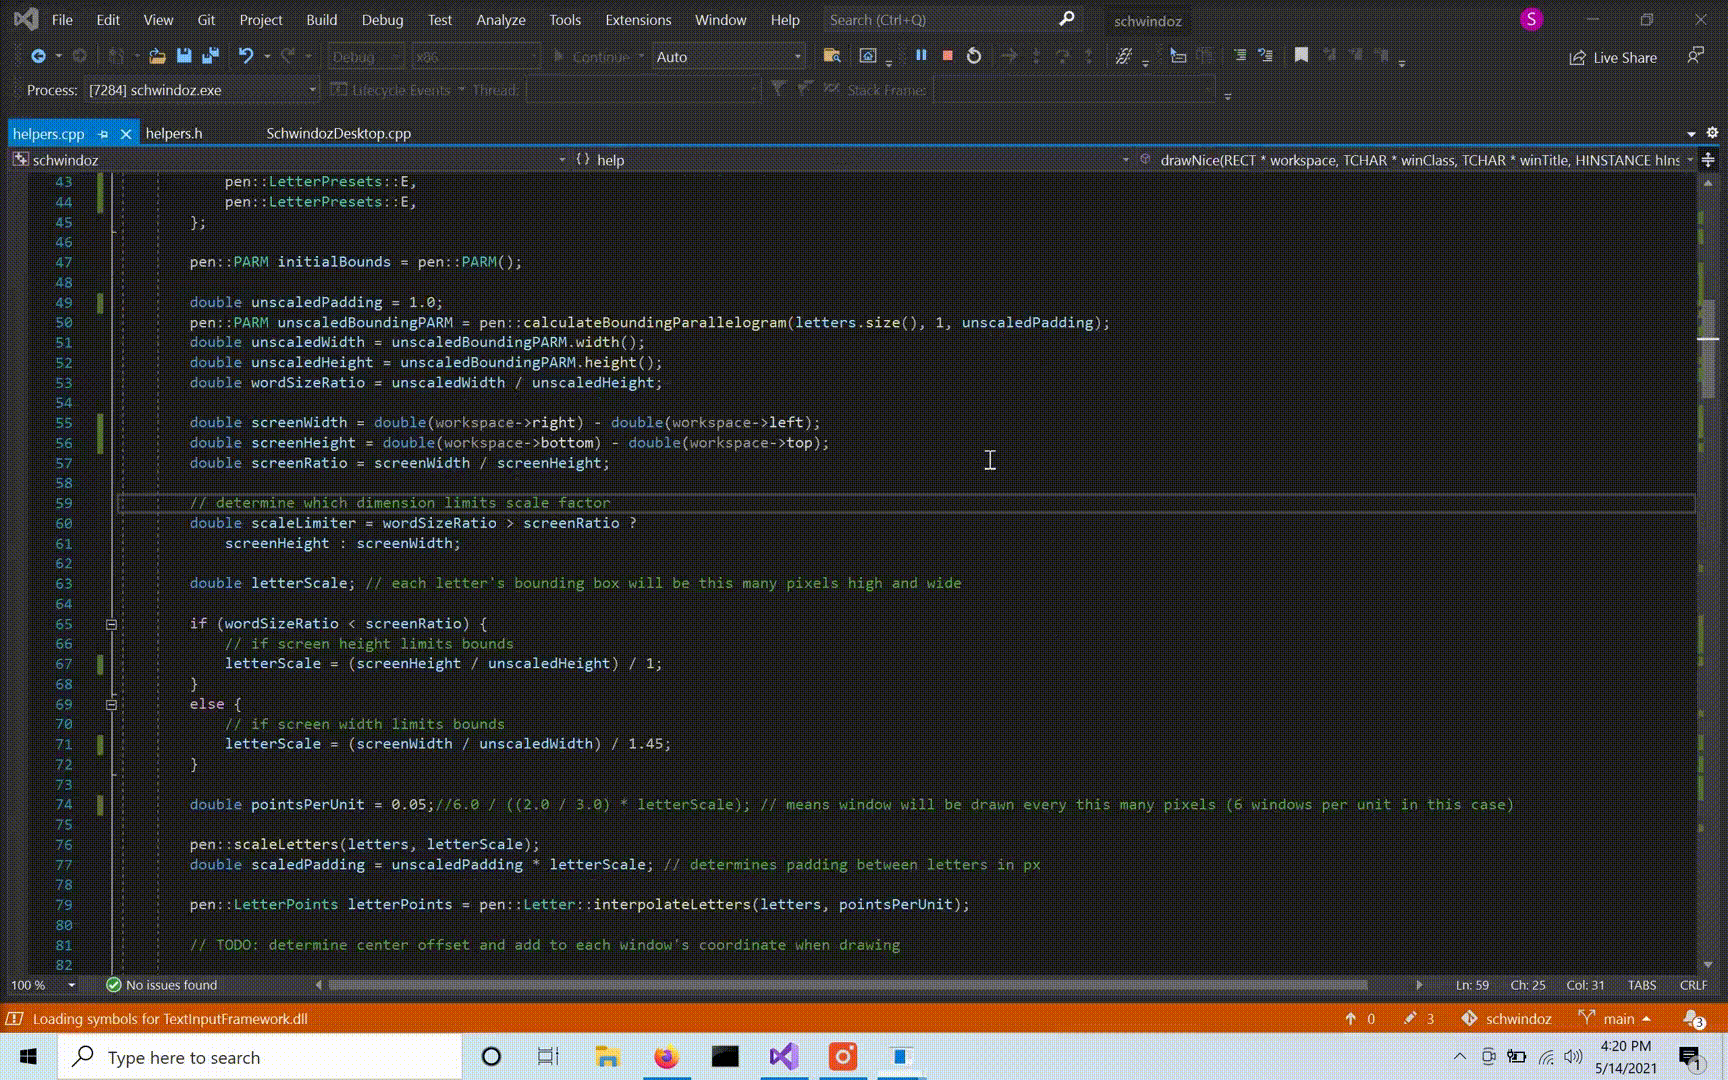 File Edit View Git Project Build Debug Test Analyze Tools Extensions Window Help Search (Ctrl+Q) schwindoz S
Debug x86 Continue Auto Live Share
Process: [7284] schwindoz.exe Lifecycle Events Thread: Stack Frame:
helpers.cpp helpers.h SchwindozDesktop.cpp
schwindoz {} help drawNice(RECT * workspace, TCHAR * winClass, TCHAR * winTitle, HINSTANCE hIns
43 pen::LetterPresets::E,
44 pen::LetterPresets::E,
45 };
46
47 pen::PARM initialBounds = pen::PARM();
48
49 double unscaledPadding = 1.0;
50 pen::PARM unscaledBoundingPARM = pen::calculateBoundingParallelogram(letters.size(), 1, unscaledPadding);
51 double unscaledWidth = unscaledBoundingPARM.width();
52 double unscaledHeight = unscaledBoundingPARM.height();
53 double wordSizeRatio = unscaledWidth / unscaledHeight;
54
55 double screenWidth = double(workspace->right) - double(workspace->left);
56 double screenHeight = double(workspace->bottom) - double(workspace->top);
57 double screenRatio = screenWidth / screenHeight;
58
59 // determine which dimension limits scale factor
60 double scaleLimiter = wordSizeRatio > screenRatio ?
61 screenHeight : screenWidth;
62
63 double letterScale; // each letter's bounding box will be this many pixels high and wide
64
65 if (wordSizeRatio < screenRatio) {
66 // if screen height limits bounds
67 letterScale = (screenHeight / unscaledHeight) / 1;
68 }
69 else {
70 // if screen width limits bounds
71 letterScale = (screenWidth / unscaledWidth) / 1.45;
72 }
73
74 double pointsPerUnit = 0.05;//6.0 / ((2.0 / 3.0) * letterScale); // means window will be drawn every this many pixels (6 windows per unit in this case)
75
76 pen::scaleLetters(letters, letterScale);
77 double scaledPadding = unscaledPadding * letterScale; // determines padding between letters in px
78
79 pen::LetterPoints letterPoints = pen::Letter::interpolateLetters(letters, pointsPerUnit);
80
81 // TODO: determine center offset and add to each window's coordinate when drawing
82
100 % No issues found Ln: 59 Ch: 25 Col: 31 TABS CRLF
Loading symbols for TextInputFramework.dll 0 3 schwindoz main 3
Type here to search 4:20 PM
5/14/2021 1